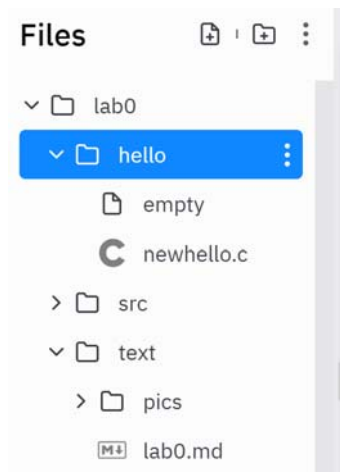 Files
lab0
hello
empty
C newhello.c
src
text
pics
M↓ lab0.md